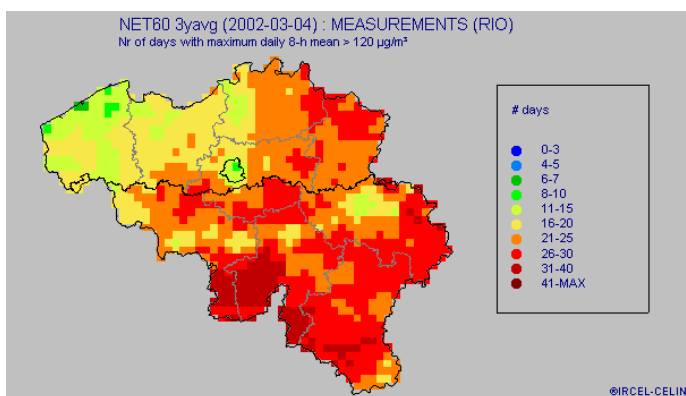 NET60 3yavg (2002-03-04) : MEASUREMENTS (RIO)
Nr of days with maximum daily 8-h mean > 120 µg/m³
# days
0-3
4-5
6-7
8-10
11-15
16-20
21-25
26-30
31-40
41-MAX
©IRCEL-CELIN